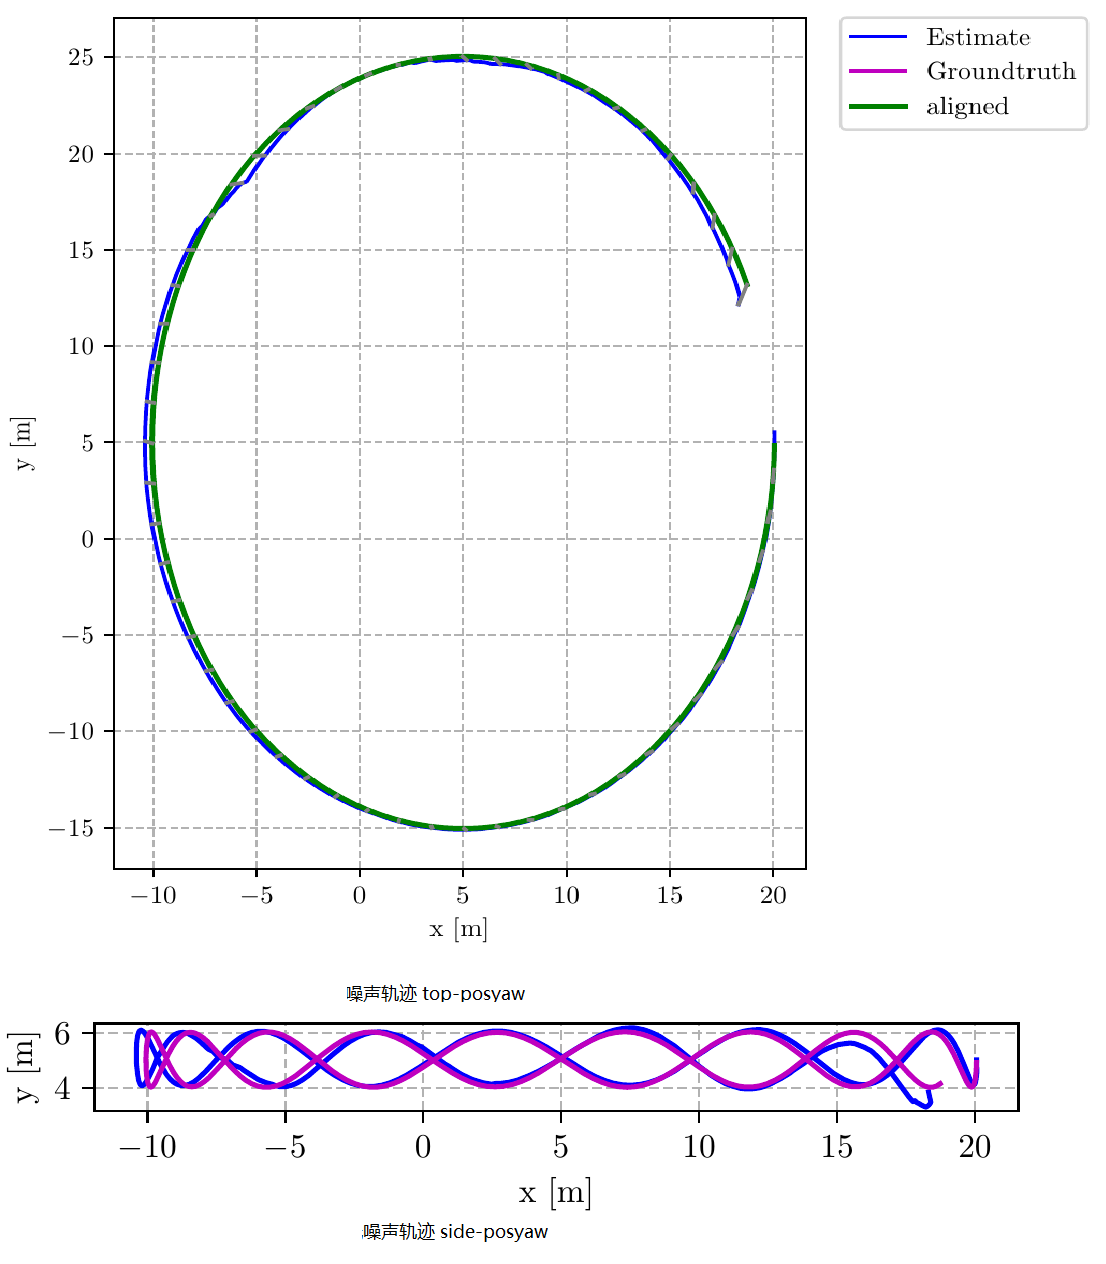 Estimate
Groundtruth
aligned
25
20
15
10
5
0
−5
−10
−15
y [m]
−10 −5 0 5 10 15 20
x [m]
噪声轨迹 top-posyaw
6
4
y [m]
−10 −5 0 5 10 15 20
x [m]
噪声轨迹 side-posyaw